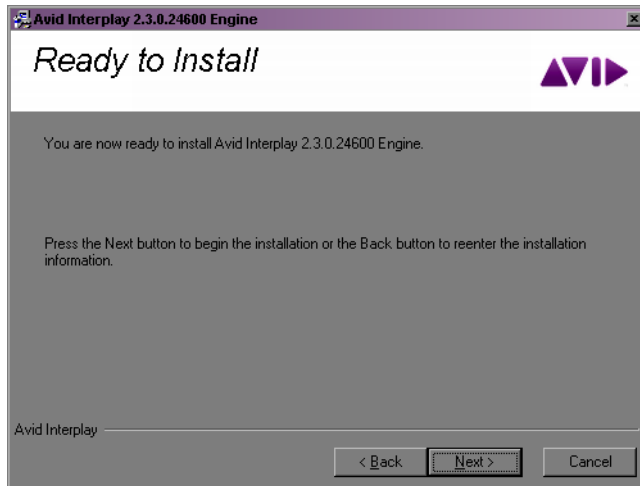 Avid Interplay 2.3.0.24600 Engine
Ready to Install
AVID
You are now ready to install Avid Interplay 2.3.0.24600 Engine.
Press the Next button to begin the installation or the Back button to reenter the installation
information.
Avid Interplay
< Back
Next >
Cancel